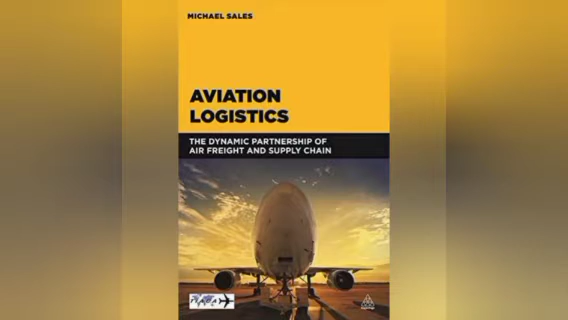 MICHAEL SALES
AVIATION
LOGISTICS
THE DYNAMIC PARTNERSHIP OF
AIR FREIGHT AND SUPPLY CHAIN